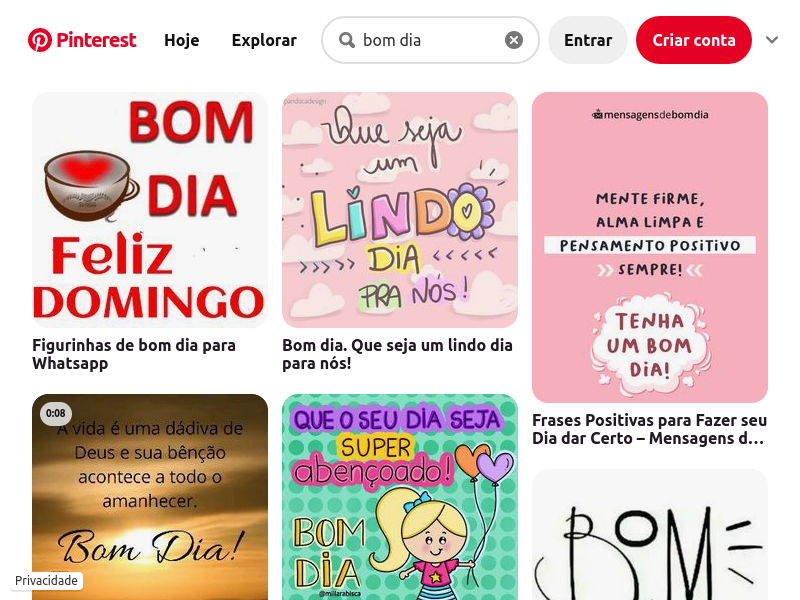 Pinterest
Hoje
Explorar
bom dia
Entrar
Criar conta
BOM
DIA
Feliz
DOMINGO
Figurinhas de bom dia para
Whatsapp
pandocadesign
Que seja
um
LINDO
DIA
PRA NÓS!
Bom dia. Que seja um lindo dia
para nós!
mensagensdebomdia
MENTE FIRME,
ALMA LIMPA E
PENSAMENTO POSITIVO
SEMPRE!
TENHA
UM BOM
DIA!
Frases Positivas para Fazer seu
Dia dar Certo – Mensagens d...
0:08
A vida é uma dádiva de
Deus e sua bênção
acontece a todo o
amanhecer.
Bom Dia!
QUE O SEU DIA SEJA
SUPER
abençoado!
BOM
DIA
@millarabisca
BOM
Privacidade